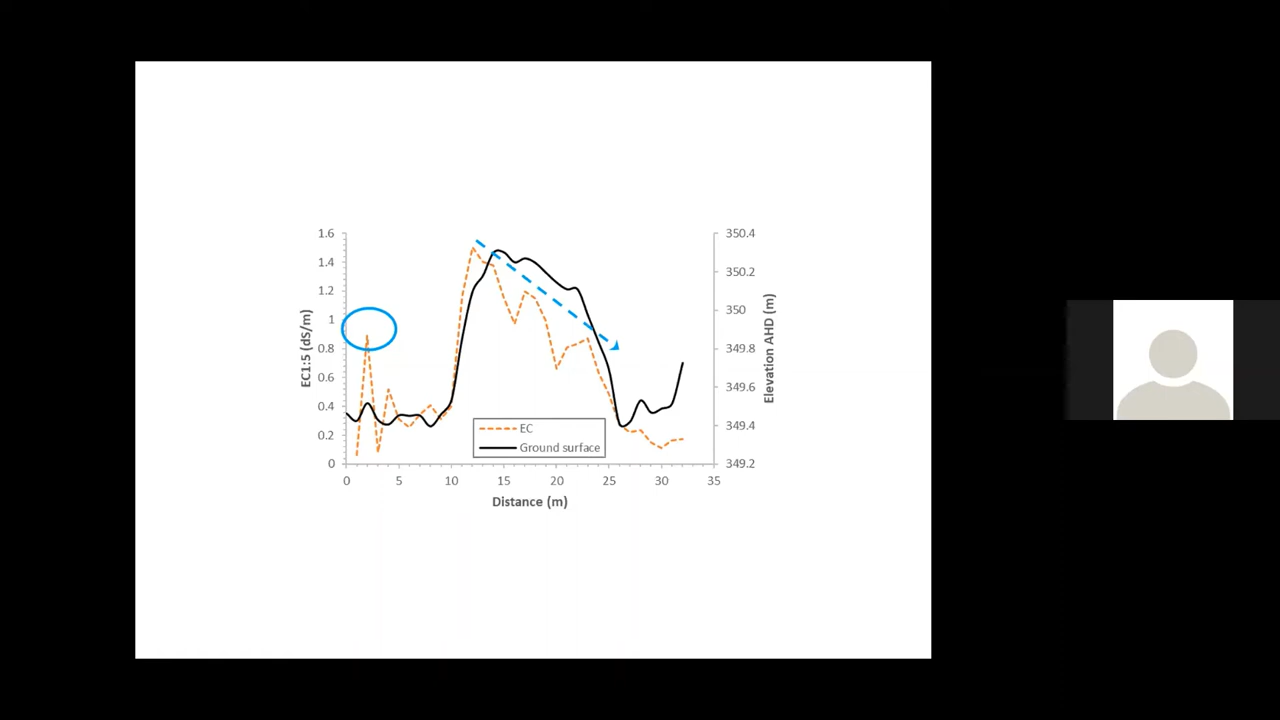 1.6
1.4
1.2
1
0.8
0.6
0.4
0.2
0
EC1:5 (dS/m)
350.4
350.2
350
349.8
349.6
349.4
349.2
Elevation AHD (m)
EC
Ground surface
0 5 10 15 20 25 30 35
Distance (m)